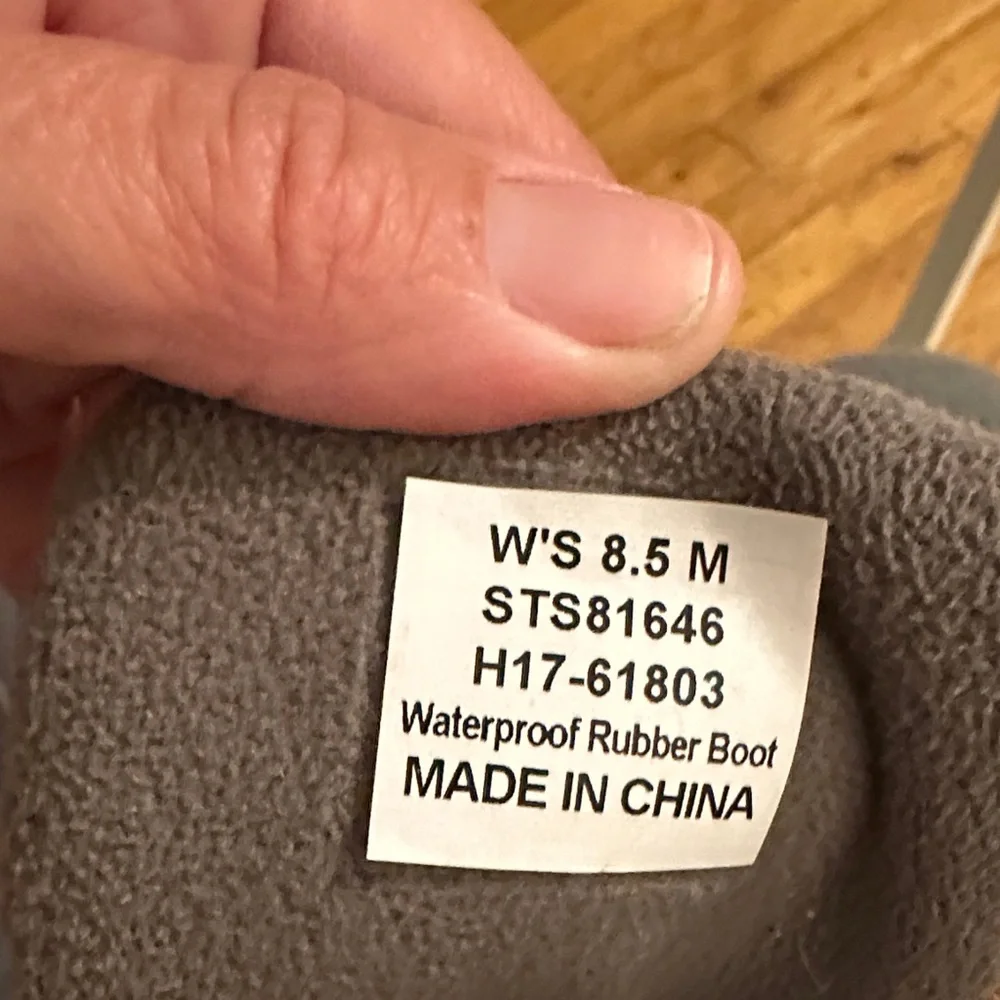 W'S 8.5 M
STS81646
H17-61803
Waterproof Rubber Boot
MADE IN CHINA